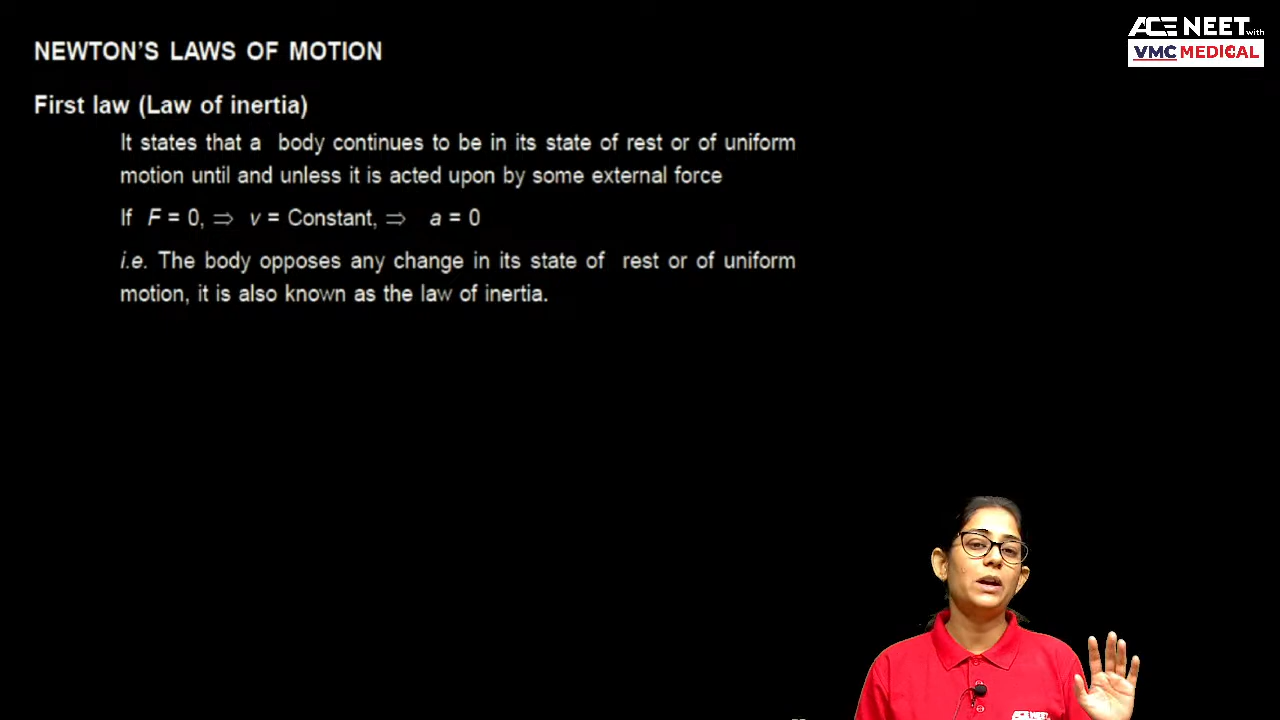 ACE NEET with
VMC MEDICAL
NEWTON'S LAWS OF MOTION
First law (Law of inertia)
It states that a body continues to be in its state of rest or of uniform
motion until and unless it is acted upon by some external force
If F = 0, ⇒ v = Constant, ⇒ a = 0
i.e. The body opposes any change in its state of rest or of uniform
motion, it is also known as the law of inertia.
ACE NEET